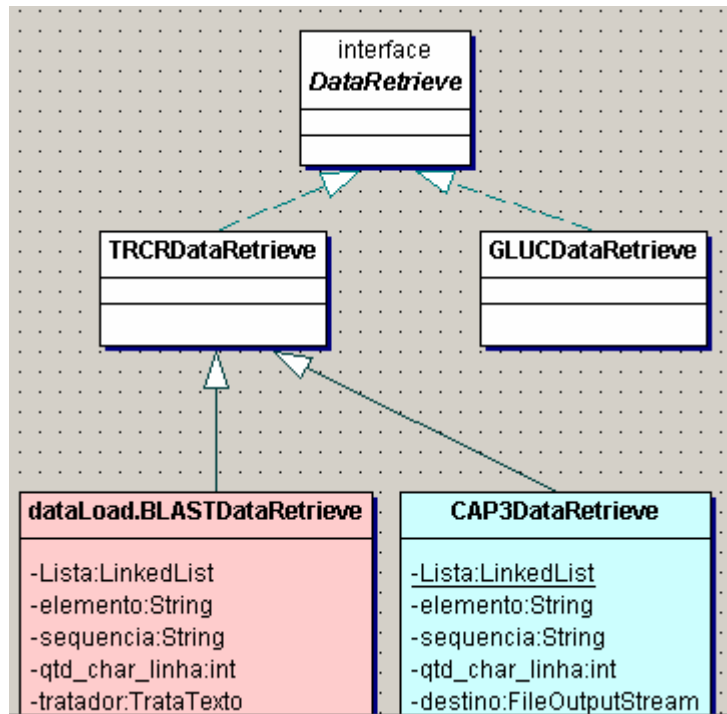 interface
DataRetrieve
TRCRDataRetrieve
GLUCDataRetrieve
dataLoad.BLASTDataRetrieve
-Lista:LinkedList
-elemento:String
-sequencia:String
-qtd_char_linha:int
-tratador:TrataTexto
CAP3DataRetrieve
-Lista:LinkedList
-elemento:String
-sequencia:String
-qtd_char_linha:int
-destino:FileOutputStream